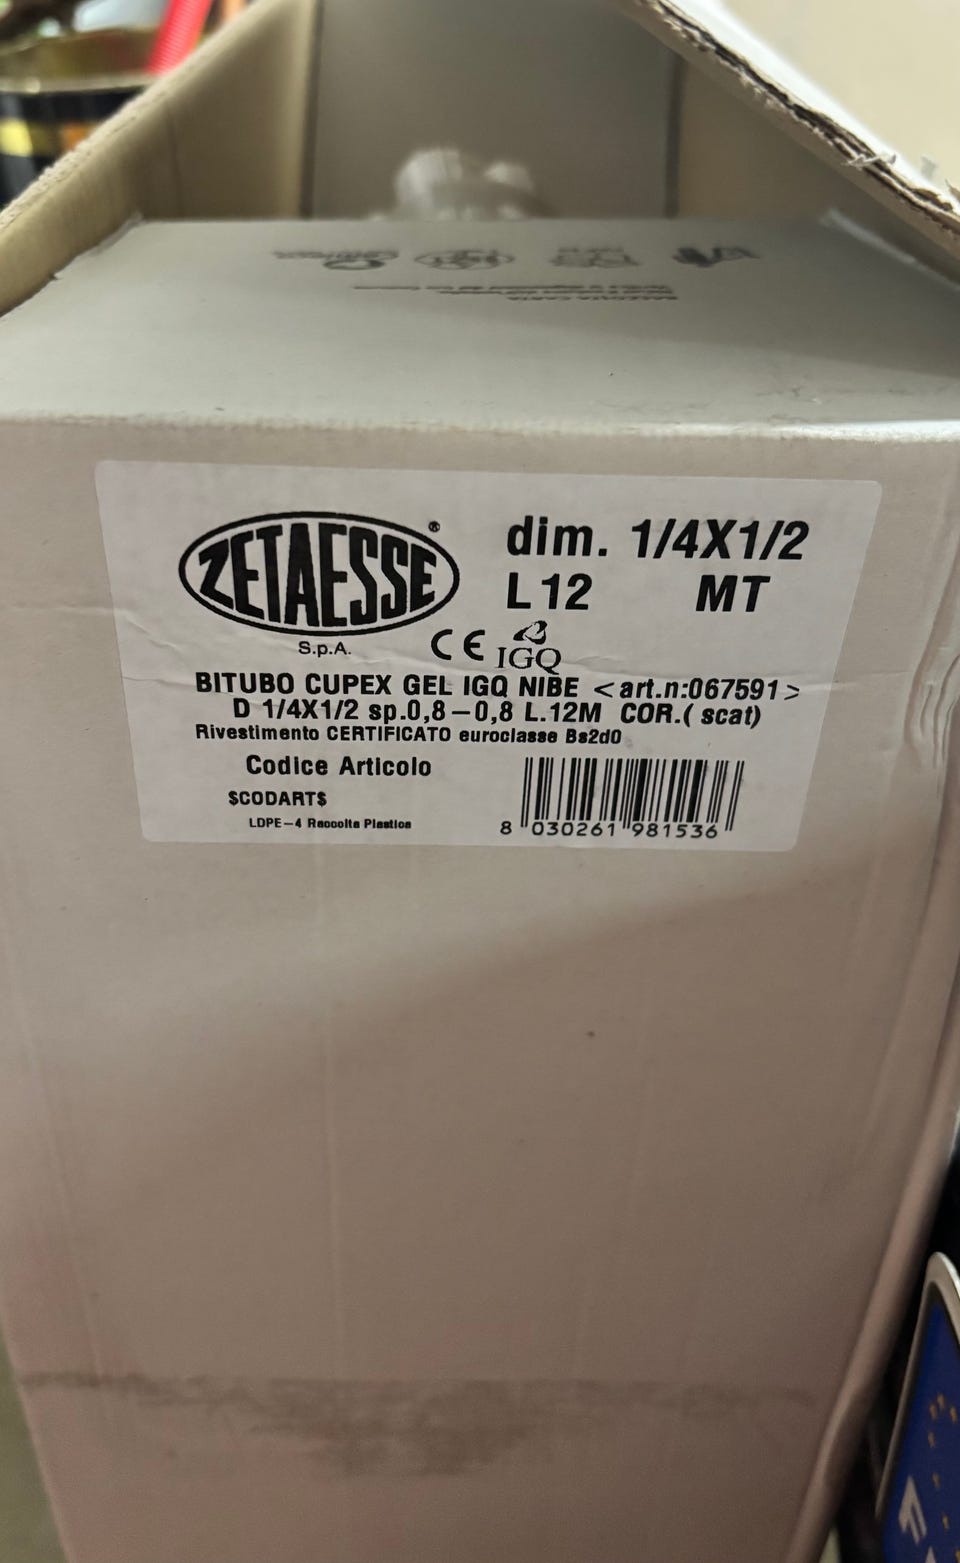 ZETAESSE®
S.p.A.
dim. 1/4X1/2
L 12 MT
CE IGQ
BITUBO CUPEX GEL IGQ NIBE <art.n:067591>
D 1/4X1/2 sp.0,8-0,8 L.12M COR.( scat)
Rivestimento CERTIFICATO euroclasse Bs2d0
Codice Articolo
$CODART$
LDPE-4 Raccolta Plastica
8 030261 981536